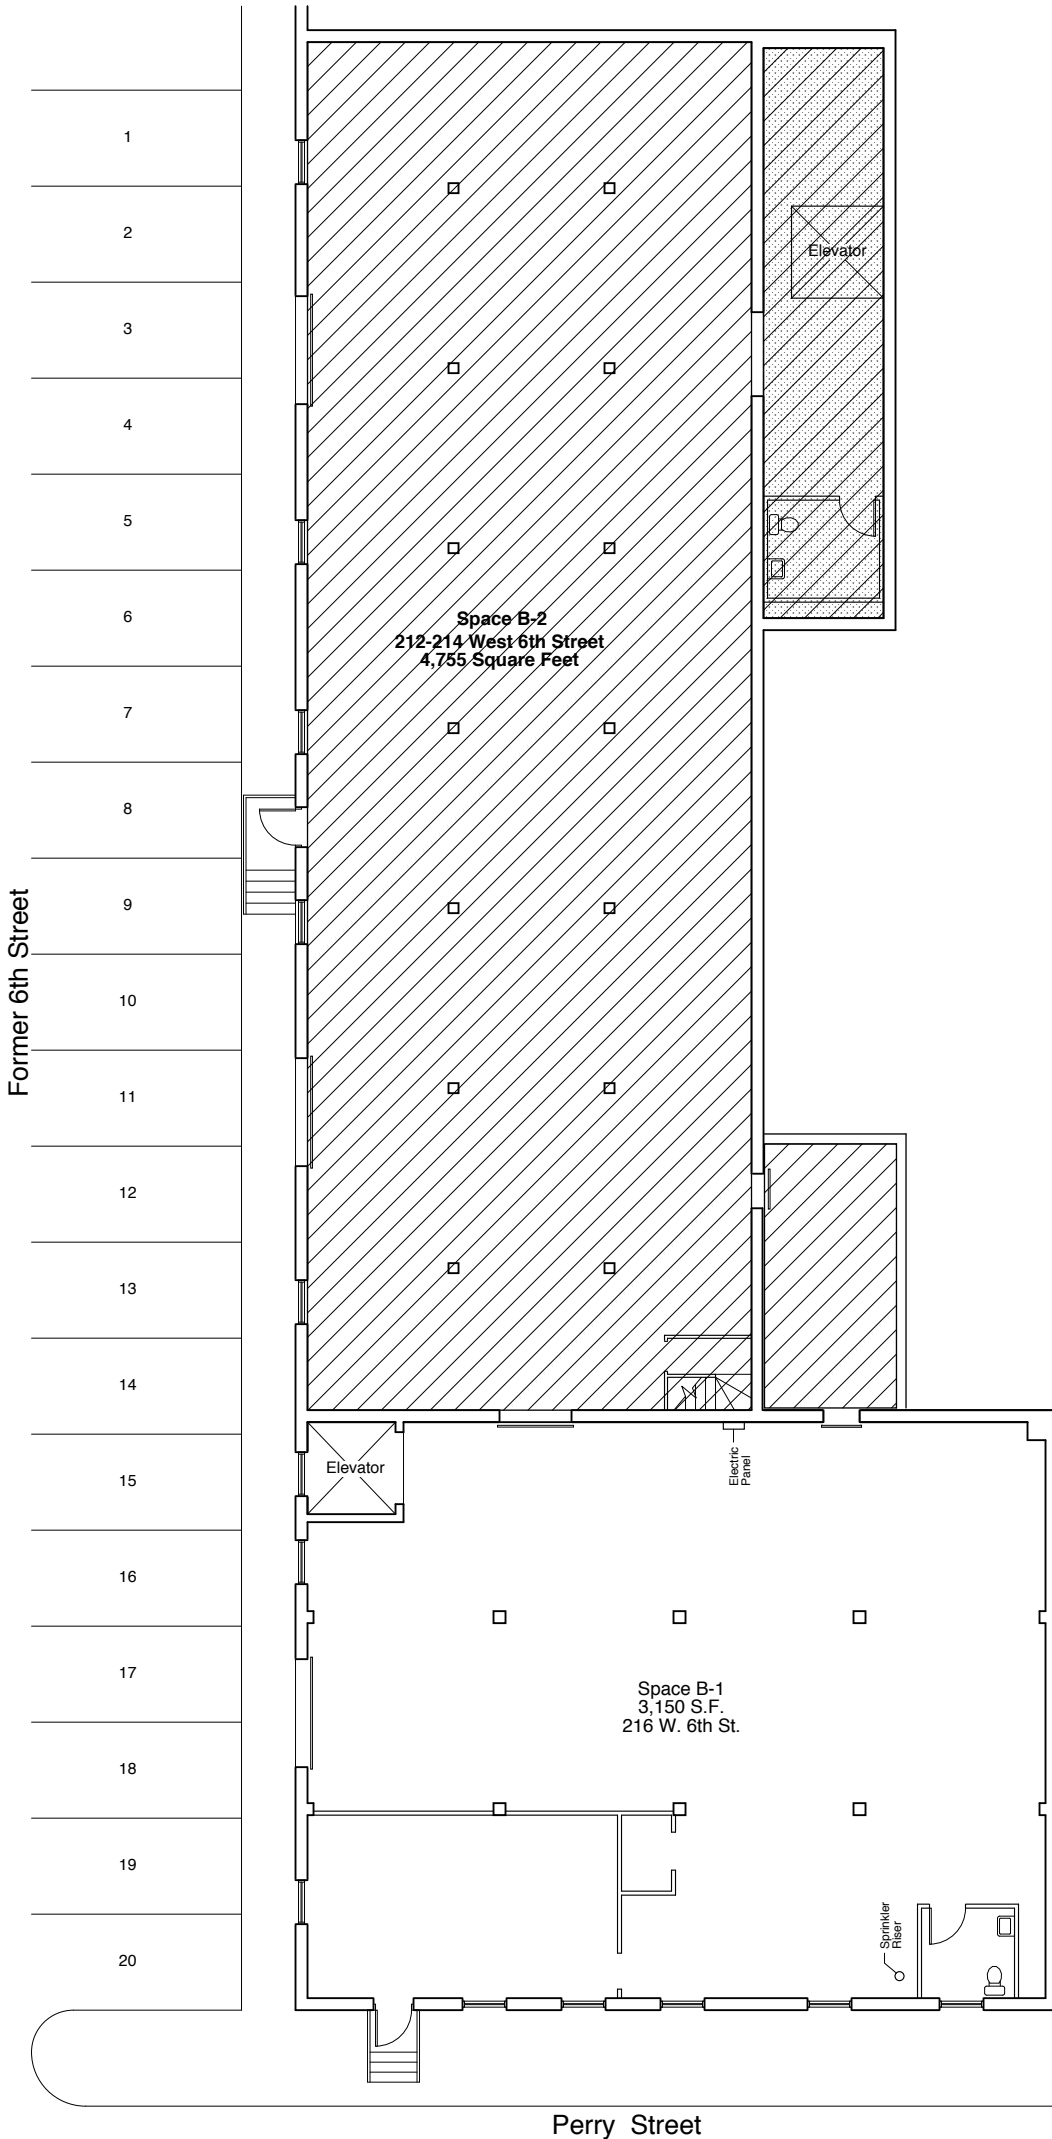 1
2
3
4
5
6
7
8
9
10
11
12
13
14
15
16
17
18
19
20
Former 6th Street
Elevator
Space B-2
212-214 West 6th Street
4,755 Square Feet
Elevator
Electric
Panel
Space B-1
3,150 S.F.
216 W. 6th St.
Sprinkler
Riser
Perry Street